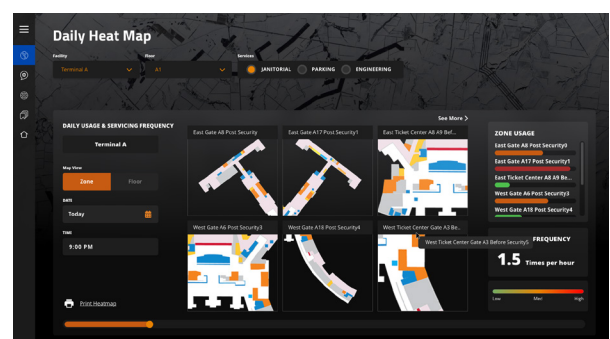 Daily Heat Map
Facility
Floor
Services
Terminal A
A1
JANITORIAL
PARKING
ENGINEERING
See More >
DAILY USAGE & SERVICING FREQUENCY
Terminal A
Map View
Zone
Floor
DATE
Today
TIME
9:00 PM
Print Heatmap
East Gate A8 Post Security
East Gate A17 Post Security1
East Ticket Center A8 A9 Bef...
West Gate A6 Post Security3
West Gate A18 Post Security4
West Ticket Center Gate A3 Be...
West Ticket Center Gate A3 Before Security5
ZONE USAGE
East Gate A8 Post Security0
East Gate A17 Post Security1
East Ticket Center A8 A9 Be...
West Gate A6 Post Security3
West Gate A18 Post Security4
FREQUENCY
1.5 Times per hour
Low
Med
High